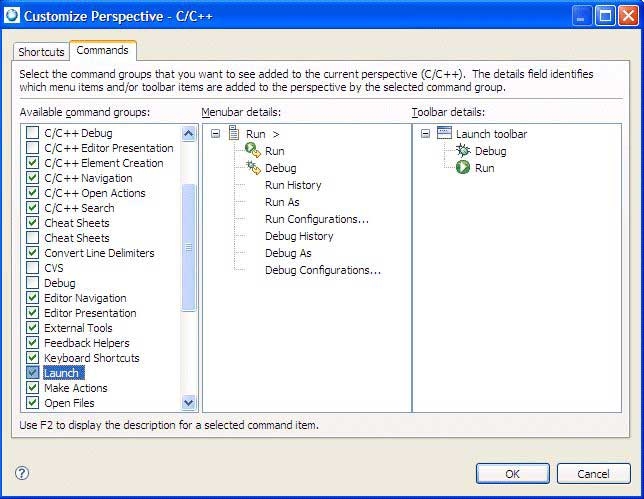 Customize Perspective - C/C++
Shortcuts
Commands
Select the command groups that you want to see added to the current perspective (C/C++). The details field identifies
which menu items and/or toolbar items are added to the perspective by the selected command group.
Available command groups:
C/C++ Debug
C/C++ Editor Presentation
C/C++ Element Creation
C/C++ Navigation
C/C++ Open Actions
C/C++ Search
Cheat Sheets
Cheat Sheets
Convert Line Delimiters
CVS
Debug
Editor Navigation
Editor Presentation
External Tools
Feedback Helpers
Keyboard Shortcuts
Launch
Make Actions
Open Files
Menubar details:
Run >
Run
Debug
Run History
Run As
Run Configurations...
Debug History
Debug As
Debug Configurations...
Toolbar details:
Launch toolbar
Debug
Run
Use F2 to display the description for a selected command item.
?
OK
Cancel